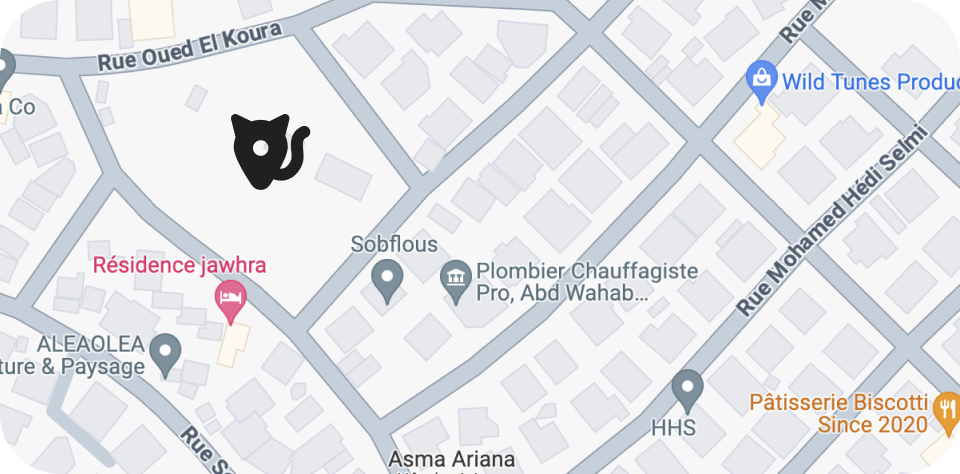 Rue M
Rue Oued El Koura
Wild Tunes Produc
Co
Rue Mohamed Hédi Selmi
Sobflous
Résidence jawhra
Plombier Chauffagiste
Pro, Abd Wahab...
ALEAOLEA
ture & Paysage
Pâtisserie Biscotti
Since 2020
HHS
Rue S
Asma Ariana